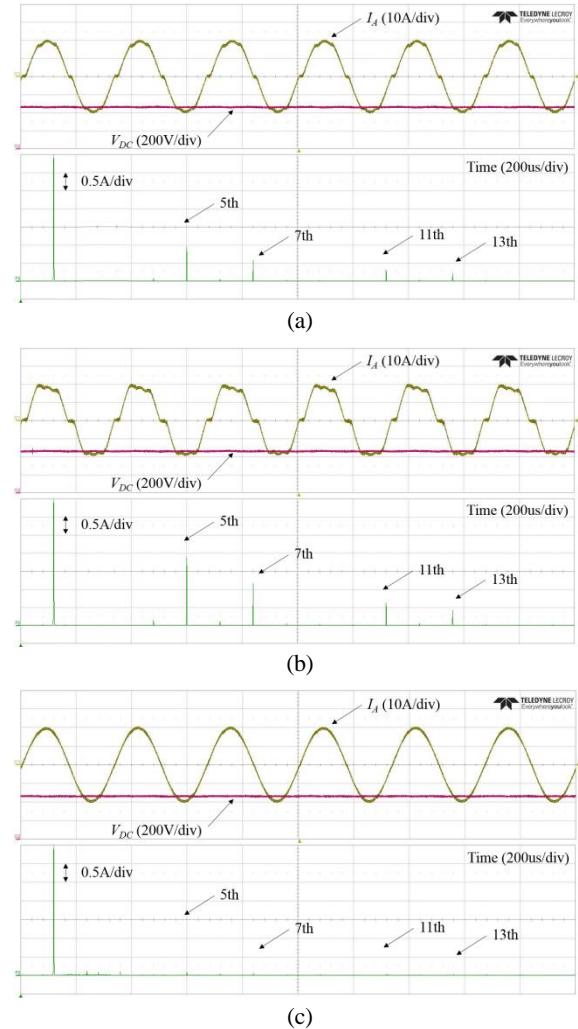 I_A (10A/div)
TELEDYNE LECROY
Everywhereyoulook
V_DC (200V/div)
Time (200us/div)
0.5A/div
5th
7th
11th
13th
(a)
I_A (10A/div)
TELEDYNE LECROY
Everywhereyoulook
V_DC (200V/div)
Time (200us/div)
0.5A/div
5th
7th
11th
13th
(b)
I_A (10A/div)
TELEDYNE LECROY
Everywhereyoulook
V_DC (200V/div)
Time (200us/div)
0.5A/div
5th
7th
11th
13th
(c)